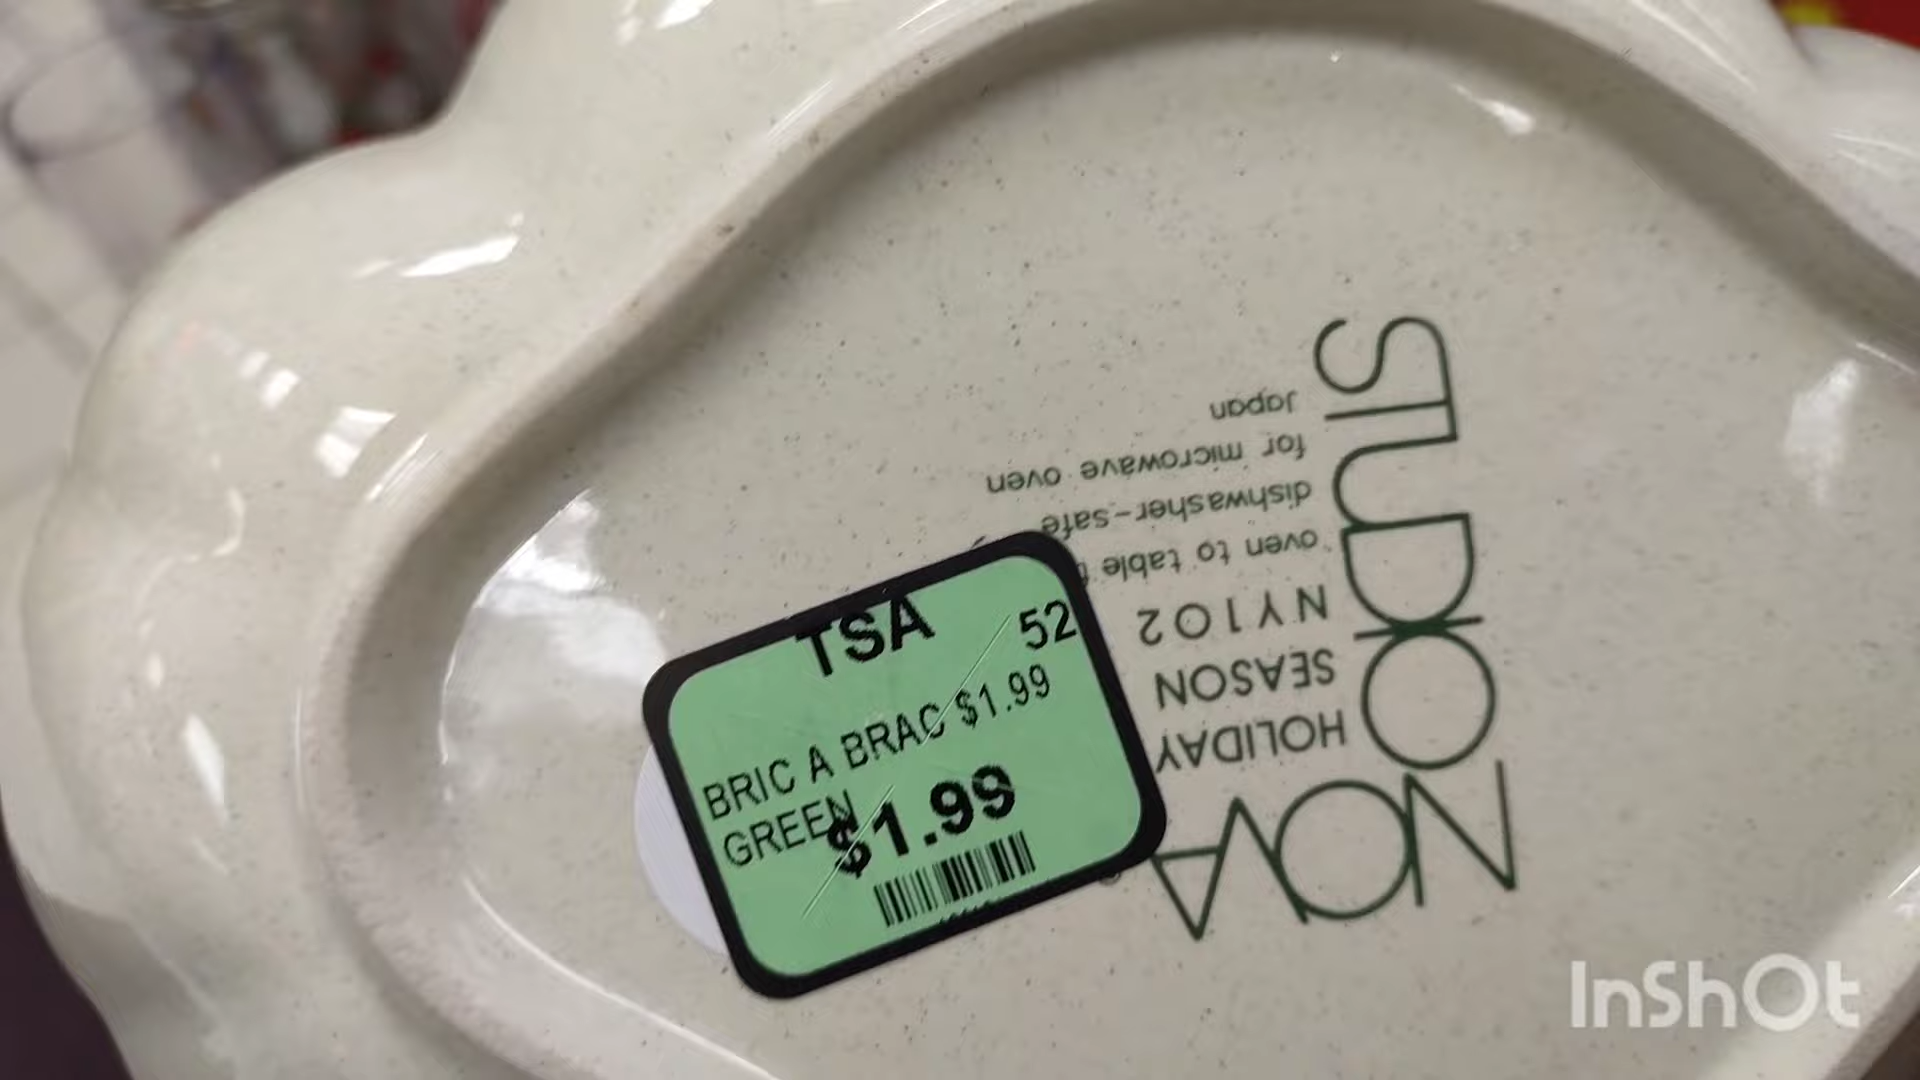 TSA 52
BRIC A BRAC $1.99
GREEN
$1.99
STUDIO NOVA
HOLIDAY
SEASON
NY102
oven to table
dishwasher-safe
for microwave oven
Japan
InShOt